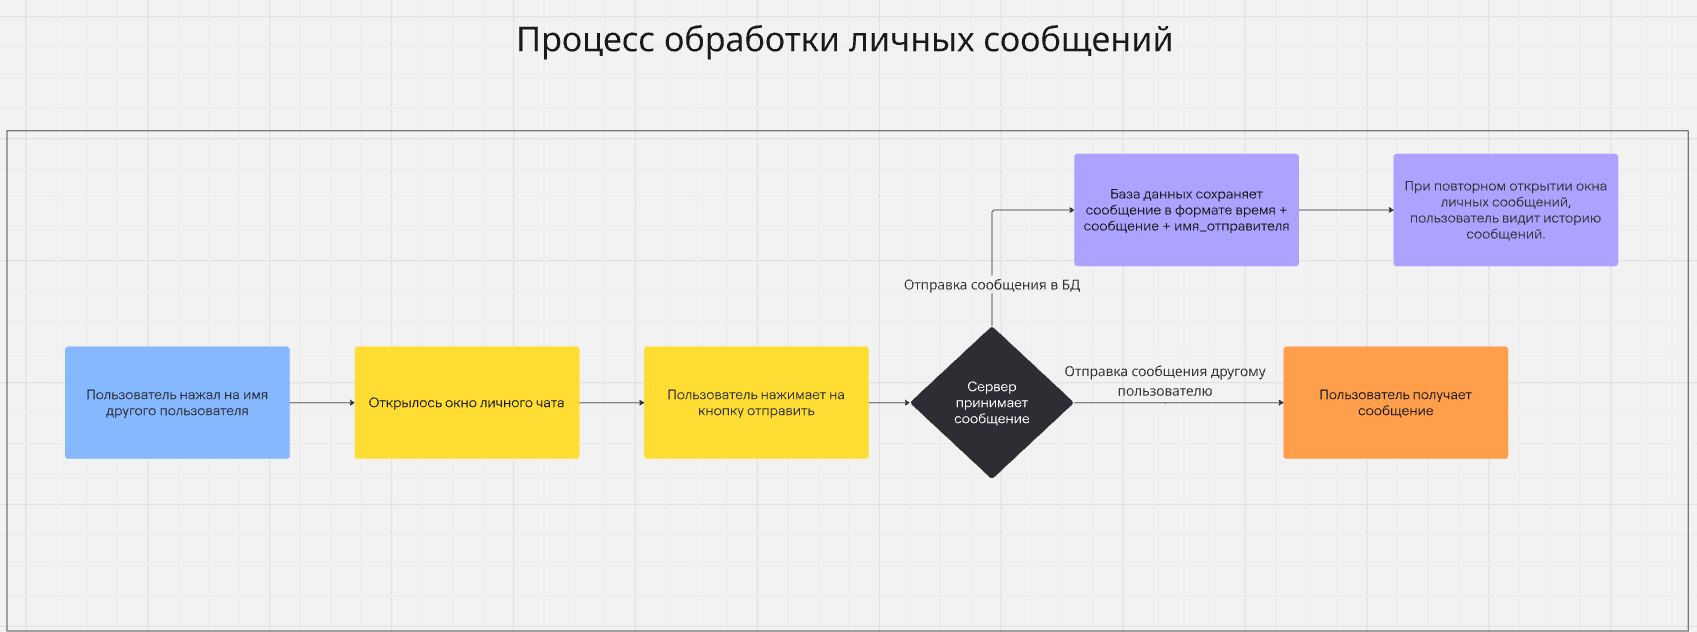 Процесс обработки личных сообщений
База данных сохраняет
сообщение в формате время +
сообщение + имя_отправителя
При повторном открытии окна
личных сообщений,
пользователь видит историю
сообщений.
Отправка сообщения в БД
Пользователь нажал на имя
другого пользователя
Открылось окно личного чата
Пользователь нажимает на
кнопку отправить
Сервер
принимает
сообщение
Отправка сообщения другому
пользователю
Пользователь получает
сообщение